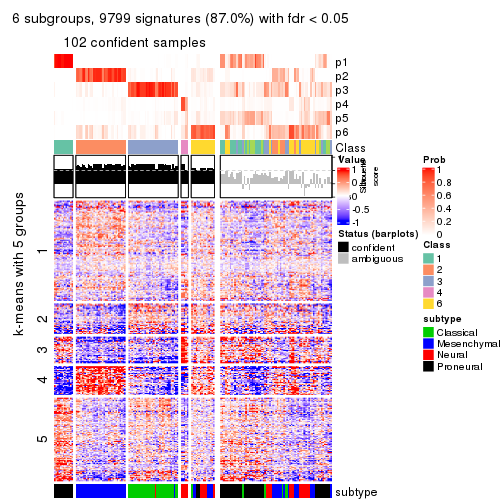 6 subgroups, 9799 signatures (87.0%) with fdr < 0.05
102 confident samples
p1
p2
p3
p4
p5
p6
Class
k-means with 5 groups
1
2
3
4
5
subtype
Value
1
0.5
0
-0.5
-1
Silhouette score
Status (barplots)
confident
ambiguous
Prob
1
0.8
0.6
0.4
0.2
0
Class
1
2
3
4
6
subtype
Classical
Mesenchymal
Neural
Proneural